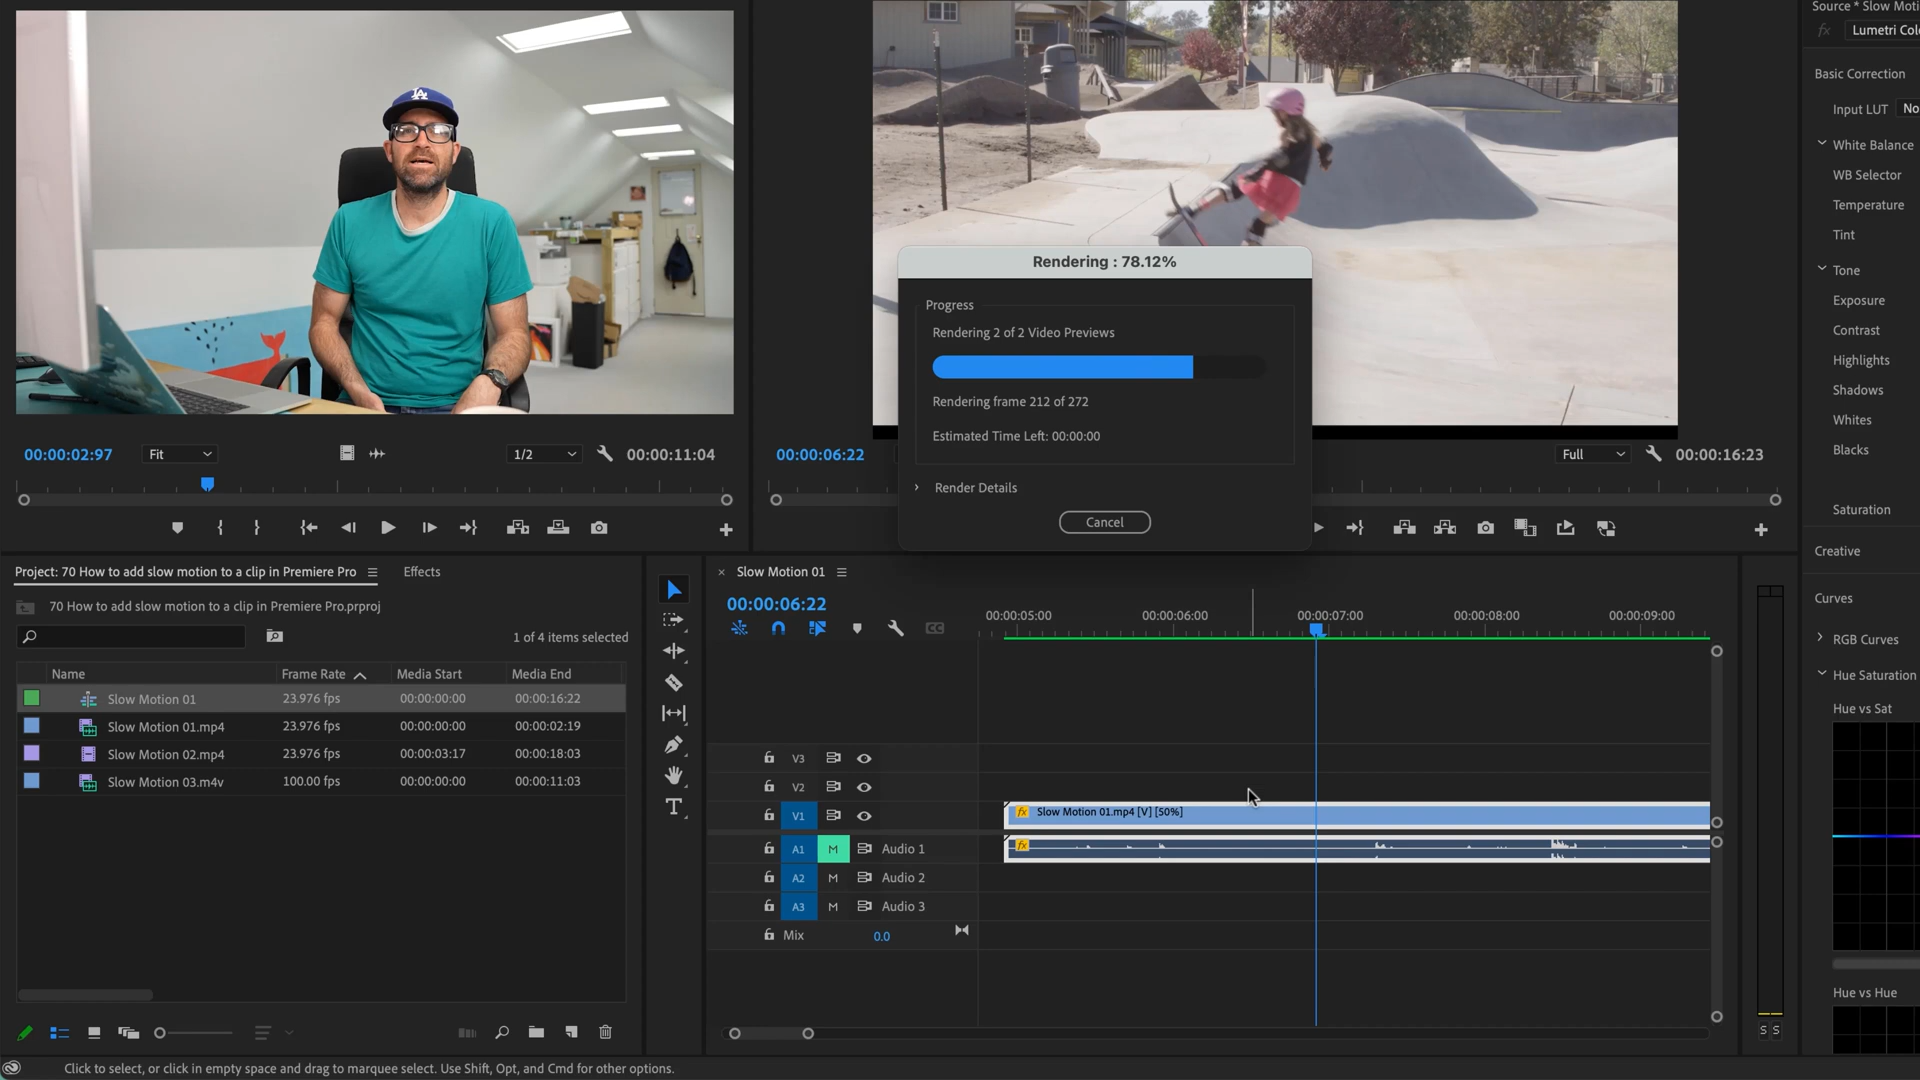 LA
Source * Slow Moti
fx Lumetri Col
Basic Correction
Input LUT No
White Balance
WB Selector
Temperature
Tint
Tone
Exposure
Contrast
Highlights
Shadows
Whites
Blacks
Saturation
Creative
Curves
RGB Curves
Hue Saturation
Hue vs Sat
Hue vs Hue
Rendering : 78.12%
Progress
Rendering 2 of 2 Video Previews
Rendering frame 212 of 272
Estimated Time Left: 00:00:00
Render Details
Cancel
00:00:02:97 Fit 1/2 00:00:11:04
00:00:06:22 Full 00:00:16:23
Project: 70 How to add slow motion to a clip in Premiere Pro Effects
70 How to add slow motion to a clip in Premiere Pro.prproj
1 of 4 items selected
Name Frame Rate Media Start Media End
Slow Motion 01 23.976 fps 00:00:00:00 00:00:16:22
Slow Motion 01.mp4 23.976 fps 00:00:00:00 00:00:02:19
Slow Motion 02.mp4 23.976 fps 00:00:03:17 00:00:18:03
Slow Motion 03.m4v 100.00 fps 00:00:00:00 00:00:11:03
T
× Slow Motion 01
00:00:06:22
CC
00:00:05:00 00:00:06:00 00:00:07:00 00:00:08:00 00:00:09:00
V3
V2
V1
fx Slow Motion 01.mp4 [V] [50%]
A1 M Audio 1
fx
A2 M Audio 2
A3 M Audio 3
Mix 0.0
S S
Click to select, or click in empty space and drag to marquee select. Use Shift, Opt, and Cmd for other options.